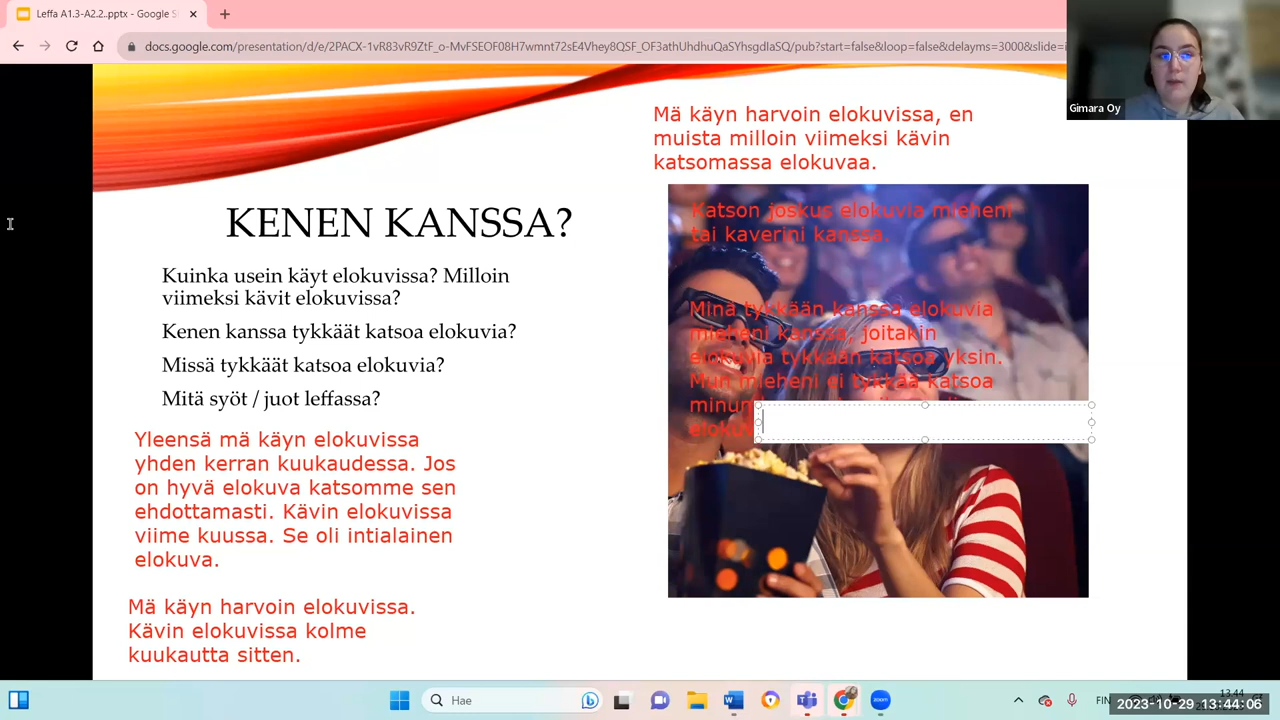 Leffa A1.3-A2.2..pptx - Google S
docs.google.com/presentation/d/e/2PACX-1vR83vR9ZtF_o-MvFSEOF08H7wmnt72sE4Vhey8QSF_OF3athUhdhuQaSYhsgdIaSQ/pub?start=false&loop=false&delayms=3000&slide=i
Gimara Oy
Mä käyn harvoin elokuvissa, en
muista milloin viimeksi kävin
katsomassa elokuvaa.
KENEN KANSSA?
Kuinka usein käyt elokuvissa? Milloin
viimeksi kävit elokuvissa?
Kenen kanssa tykkäät katsoa elokuvia?
Missä tykkäät katsoa elokuvia?
Mitä syöt / juot leffassa?
Katson joskus elokuvia mieheni
tai kaverini kanssa.
Minä tykkään kanssa elokuvia
mieheni kanssa, joitakin
elokuvia tykkään katsoa yksin.
Mun mieheni ei tykkää katsoa
Yleensä mä käyn elokuvissa
yhden kerran kuukaudessa. Jos
on hyvä elokuva katsomme sen
ehdottamasti. Kävin elokuvissa
viime kuussa. Se oli intialainen
elokuva.
Mä käyn harvoin elokuvissa.
Kävin elokuvissa kolme
kuukautta sitten.
Hae
zoom
FIN
13.44
2023-10-29 13:44:06